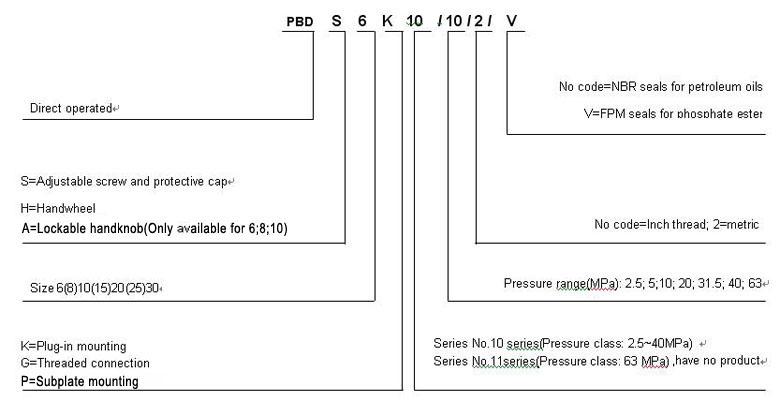 PBD S 6 K 10 /10/2/ V
No code=NBR seals for petroleum oils
Direct operated
V=FPM seals for phosphate ester
S=Adjustable screw and protective cap
H=Handwheel
A=Lockable handknob(Only available for 6;8;10)
No code=Inch thread; 2=metric
Size 6(8)10(15)20(25)30
Pressure range(MPa): 2.5; 5;10; 20; 31.5; 40; 63
K=Plug-in mounting
G=Threaded connection
P=Subplate mounting
Series No.10 series(Pressure class: 2.5~40MPa)
Series No.11series(Pressure class: 63 MPa) ,have no product